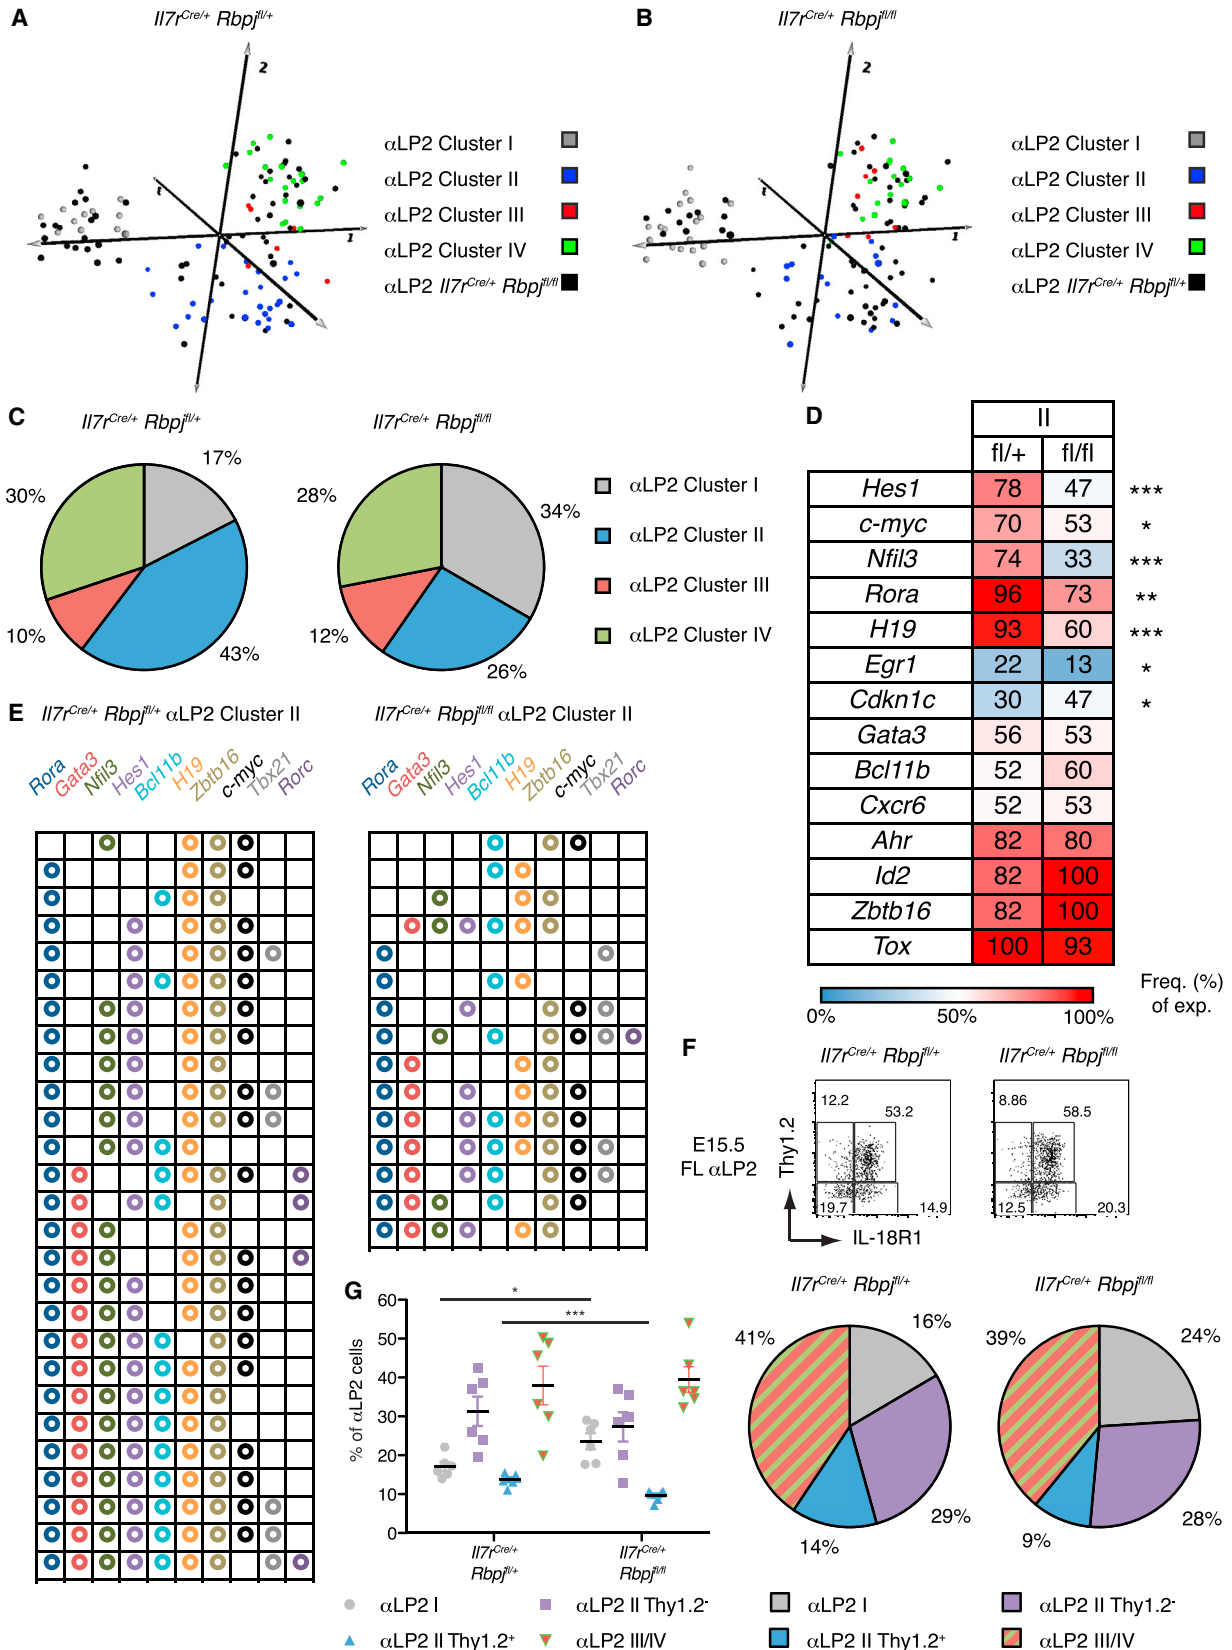 A
Il7rCre/+ Rbpjfl/+
2
1
1
αLP2 Cluster I
αLP2 Cluster II
αLP2 Cluster III
αLP2 Cluster IV
αLP2 Il7rCre/+ Rbpjfl/fl
B
Il7rCre/+ Rbpjfl/fl
2
1
1
αLP2 Cluster I
αLP2 Cluster II
αLP2 Cluster III
αLP2 Cluster IV
αLP2 Il7rCre/+ Rbpjfl/+
C
Il7rCre/+ Rbpjfl/+
17%
30%
10%
43%
Il7rCre/+ Rbpjfl/fl
28%
34%
12%
26%
αLP2 Cluster I
αLP2 Cluster II
αLP2 Cluster III
αLP2 Cluster IV
D
II
fl/+ fl/fl
Hes1 78 47 ***
c-myc 70 53 *
Nfil3 74 33 ***
Rora 96 73 **
H19 93 60 ***
Egr1 22 13 *
Cdkn1c 30 47 *
Gata3 56 53
Bcl11b 52 60
Cxcr6 52 53
Ahr 82 80
Id2 82 100
Zbtb16 82 100
Tox 100 93
0% 50% 100%
Freq. (%)
of exp.
E
Il7rCre/+ Rbpjfl/+ αLP2 Cluster II
Rora Gata3 Nfil3 Hes1 Bcl11b H19 Zbtb16 c-myc Tbx21 Rorc
Il7rCre/+ Rbpjfl/fl αLP2 Cluster II
Rora Gata3 Nfil3 Hes1 Bcl11b H19 Zbtb16 c-myc Tbx21 Rorc
F
Il7rCre/+ Rbpjfl/+
Il7rCre/+ Rbpjfl/fl
E15.5
FL αLP2
Thy1.2
IL-18R1
12.2
53.2
19.7
14.9
8.86
58.5
12.5
20.3
Il7rCre/+ Rbpjfl/+
41%
16%
29%
14%
Il7rCre/+ Rbpjfl/fl
39%
24%
28%
9%
αLP2 I
αLP2 II Thy1.2-
αLP2 II Thy1.2+
αLP2 III/IV
G
% of αLP2 cells
60
50
40
30
20
10
0
*
***
Il7rCre/+
Rbpjfl/+
Il7rCre/+
Rbpjfl/fl
αLP2 I
αLP2 II Thy1.2-
αLP2 II Thy1.2+
αLP2 III/IV